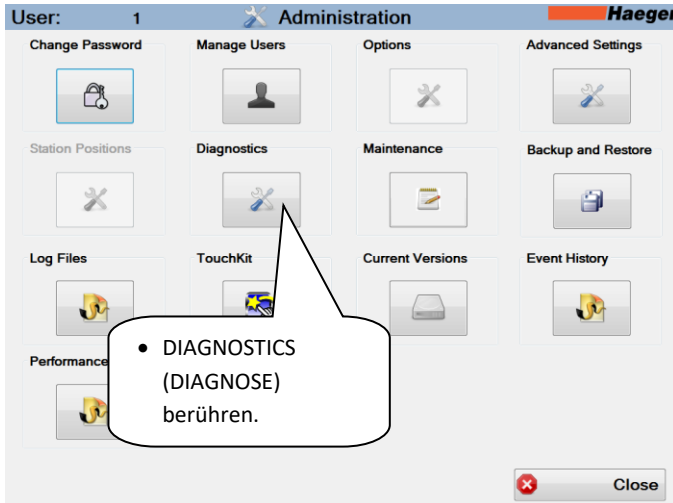 User: 1 Administration Haeger
Change Password Manage Users Options Advanced Settings
Station Positions Diagnostics Maintenance Backup and Restore
Log Files TouchKit Current Versions Event History
Performance
• DIAGNOSTICS
(DIAGNOSE)
berühren.
Close